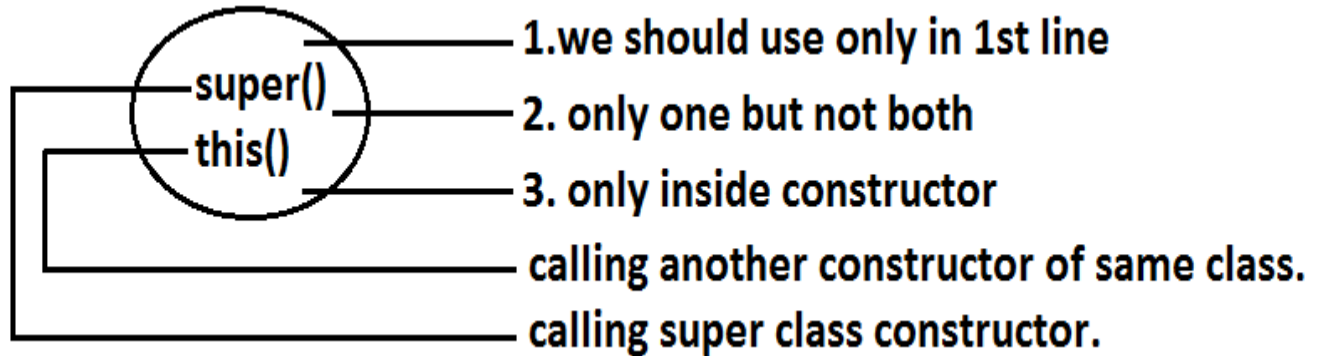 1.we should use only in 1st line
super()
2. only one but not both
this()
3. only inside constructor
calling another constructor of same class.
calling super class constructor.